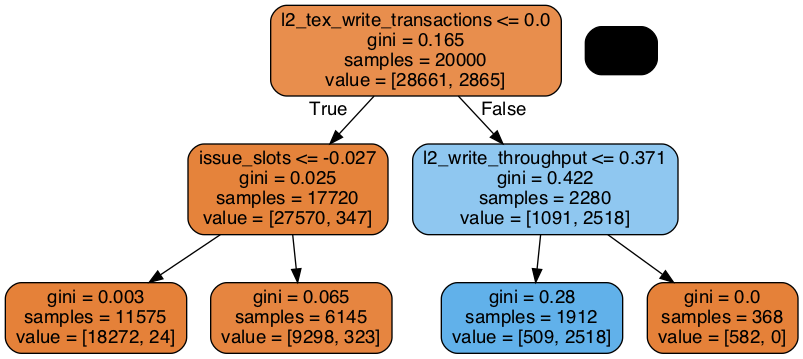 l2_tex_write_transactions <= 0.0
gini = 0.165
samples = 20000
value = [28661, 2865]
True
False
issue_slots <= -0.027
gini = 0.025
samples = 17720
value = [27570, 347]
l2_write_throughput <= 0.371
gini = 0.422
samples = 2280
value = [1091, 2518]
gini = 0.003
samples = 11575
value = [18272, 24]
gini = 0.065
samples = 6145
value = [9298, 323]
gini = 0.28
samples = 1912
value = [509, 2518]
gini = 0.0
samples = 368
value = [582, 0]